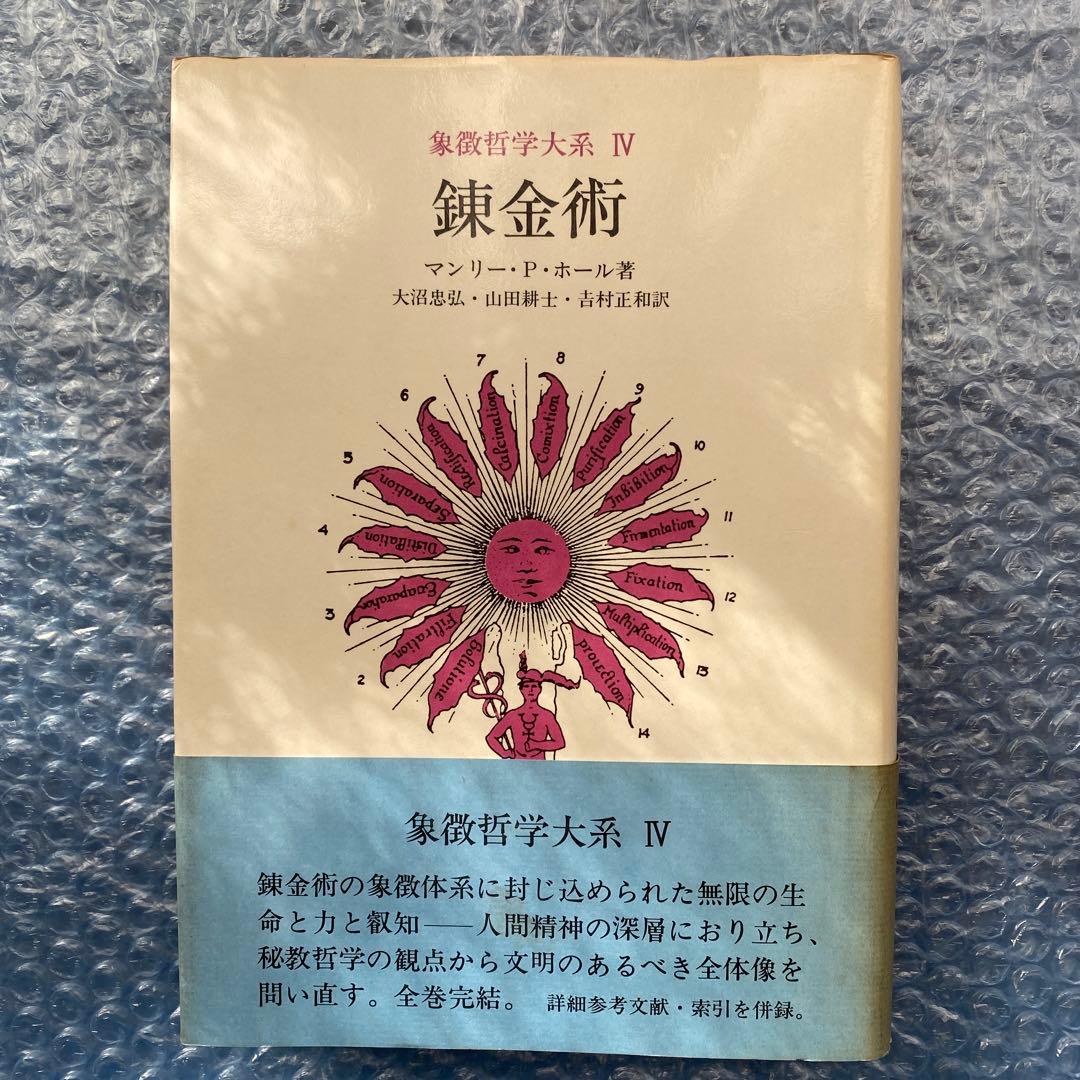 象徴哲学大系 Ⅳ
錬金術
マンリー・P・ホール著
大沼忠弘・山田耕士・吉村正和訳
7
8
6
9
5
10
4
11
3
12
2
13
14
Calcination
Comixtion
Rectification
Purification
Separation
Inhibition
Distillation
Firmentation
Evaparation
Fixation
Filtration
Multiplication
Solutione
Proiection
象徴哲学大系 Ⅳ
錬金術の象徴体系に封じ込められた無限の生
命と力と叡知――人間精神の深層におり立ち、
秘教哲学の観点から文明のあるべき全体像を
問い直す。全巻完結。 詳細参考文献・索引を併録。